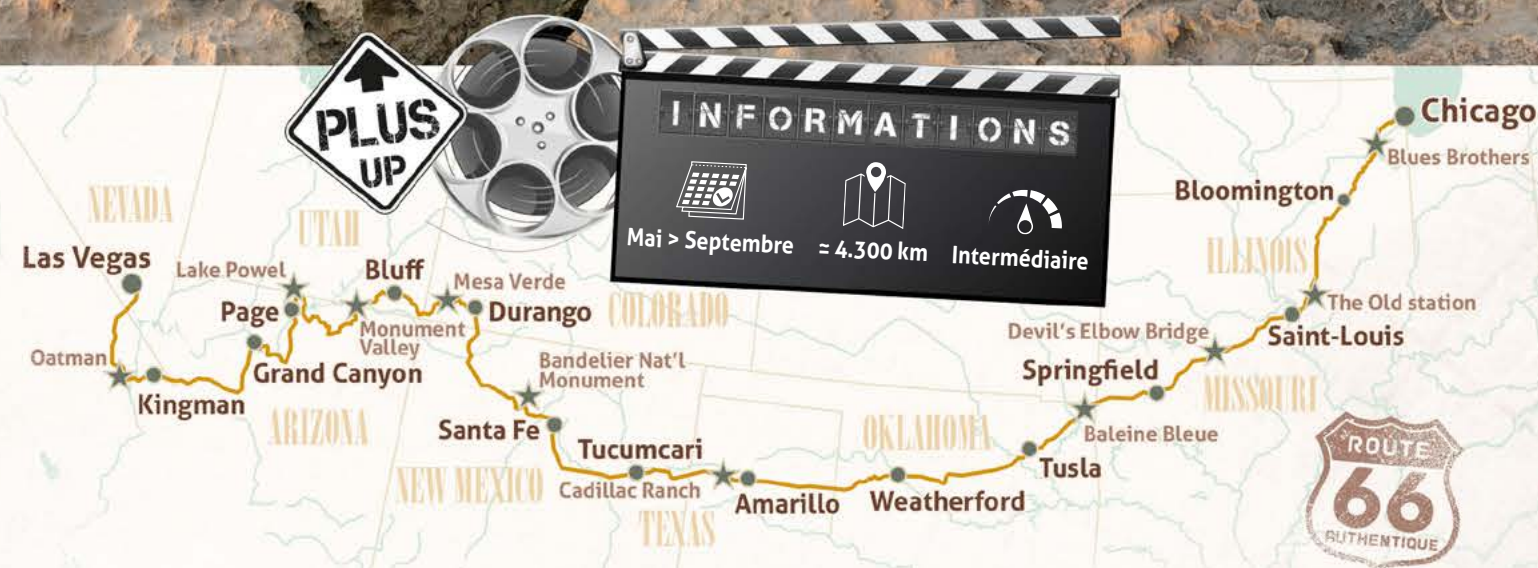 PLUS
UP
INFORMATIONS
Mai > Septembre
= 4.300 km
Intermédiaire
Chicago
Blues Brothers
Bloomington
ILLINOIS
The Old station
Saint-Louis
Devil's Elbow Bridge
Springfield
MISSOURI
Baleine Bleue
Tusla
OKLAHOMA
Weatherford
Amarillo
Cadillac Ranch
TEXAS
Tucumcari
NEW MEXICO
Santa Fe
Bandelier Nat'l
Monument
COLORADO
Durango
Mesa Verde
Bluff
Monument
Valley
UTAH
Lake Powel
Page
Grand Canyon
ARIZONA
Kingman
Oatman
Las Vegas
NEVADA
ROUTE
66
AUTHENTIQUE